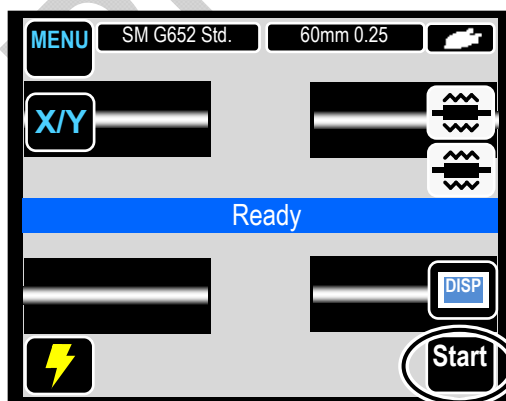 MENU SM G652 Std. 60mm 0.25
X/Y
Ready
DISP
Start